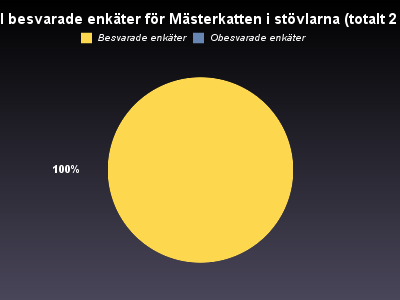 l besvarade enkäter för Mästerkatten i stövlarna (totalt 2
Besvarade enkäter Obesvarade enkäter
100%